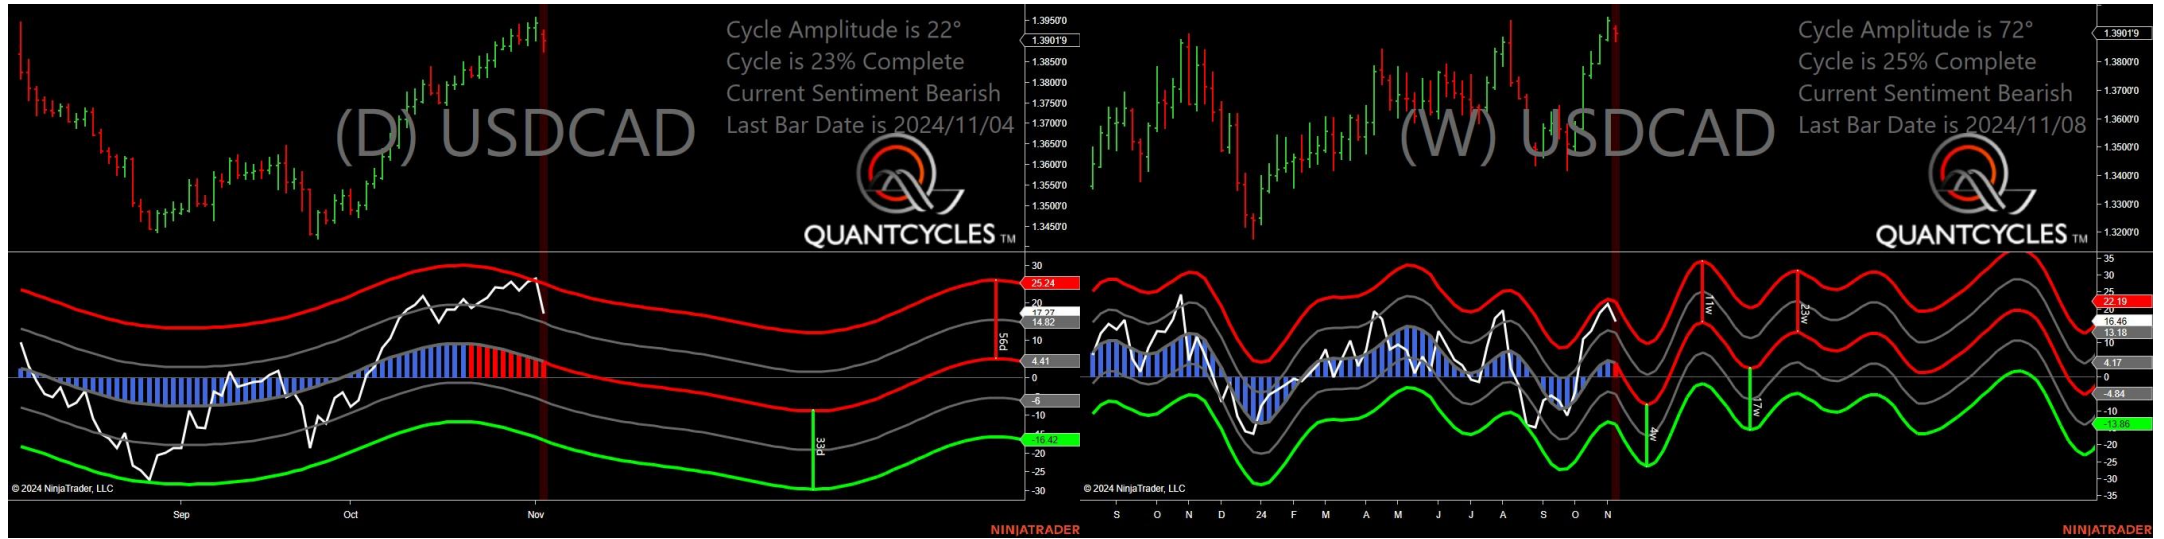 (D) USDCAD
Cycle Amplitude is 22°
Cycle is 23% Complete
Current Sentiment Bearish
Last Bar Date is 2024/11/04
QUANTCYCLES TM
1.3950'0
1.3901'9
1.3850'0
1.3800'0
1.3750'0
1.3700'0
1.3650'0
1.3600'0
1.3550'0
1.3500'0
1.3450'0
30
25.24
20
17.27
14.82
10
4.41
0
-6
-10
-16.42
-20
-25
-30
56d
33d
© 2024 NinjaTrader, LLC
Sep
Oct
Nov
NINJATRADER
(W) USDCAD
Cycle Amplitude is 72°
Cycle is 25% Complete
Current Sentiment Bearish
Last Bar Date is 2024/11/08
QUANTCYCLES TM
1.3901'9
1.3800'0
1.3700'0
1.3600'0
1.3500'0
1.3400'0
1.3300'0
1.3200'0
35
30
25
22.19
16.46
13.18
10
4.17
0
-4.84
-10
-13.86
-20
-25
-30
-35
11w
23w
4w
17w
© 2024 NinjaTrader, LLC
S
O
N
D
24
F
M
A
M
J
J
A
S
O
N
NINJATRADER